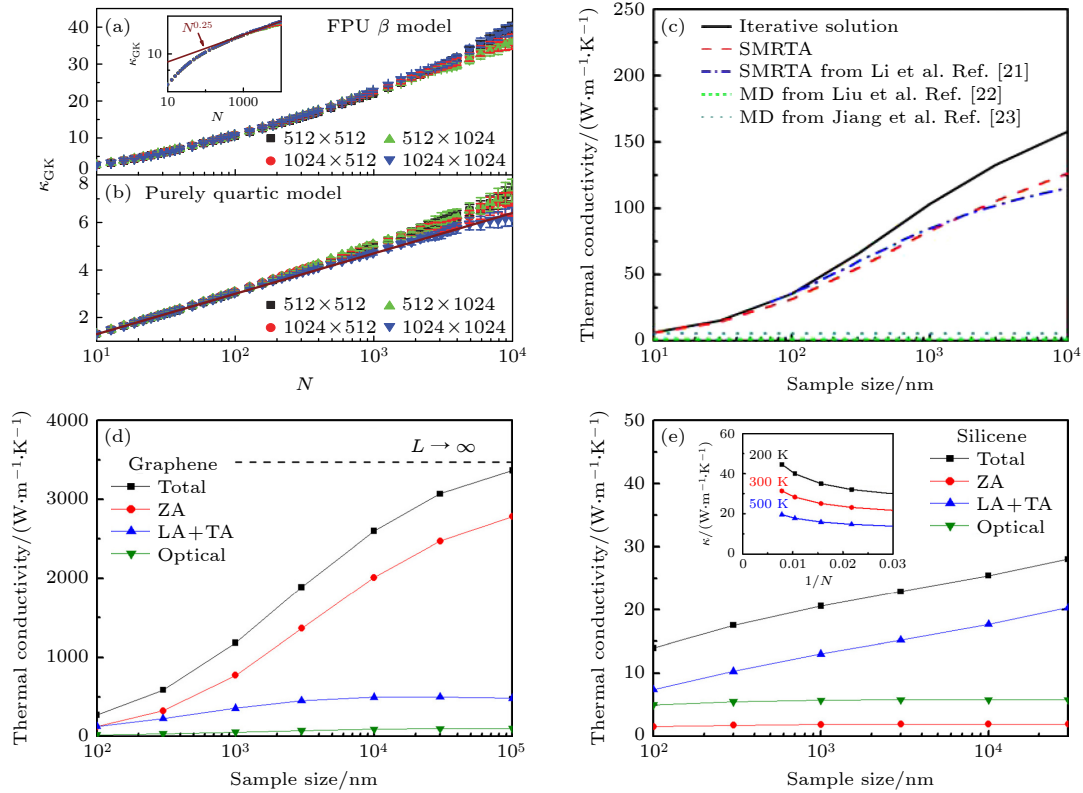 (a)
FPU β model
N^0.25
κGK
10
10
1000
N
40
30
20
10
0
512×512
512×1024
1024×512
1024×1024
κGK
(b)
Purely quartic model
8
6
4
2
512×512
512×1024
1024×512
1024×1024
10^1
10^2
10^3
10^4
N
(c)
Iterative solution
SMRTA
SMRTA from Li et al. Ref. [21]
MD from Liu et al. Ref. [22]
MD from Jiang et al. Ref. [23]
Thermal conductivity/(W·m−1·K−1)
250
200
150
100
50
0
10^1
10^2
10^3
10^4
Sample size/nm
(d)
L → ∞
Graphene
Total
ZA
LA+TA
Optical
Thermal conductivity/(W·m−1·K−1)
4000
3000
2000
1000
0
10^2
10^3
10^4
10^5
Sample size/nm
(e)
Silicene
Total
ZA
LA+TA
Optical
Thermal conductivity/(W·m−1·K−1)
50
40
30
20
10
0
10^2
10^3
10^4
Sample size/nm
κ/(W·m−1·K−1)
60
40
20
0
200 K
300 K
500 K
0
0.01
0.02
0.03
1/N